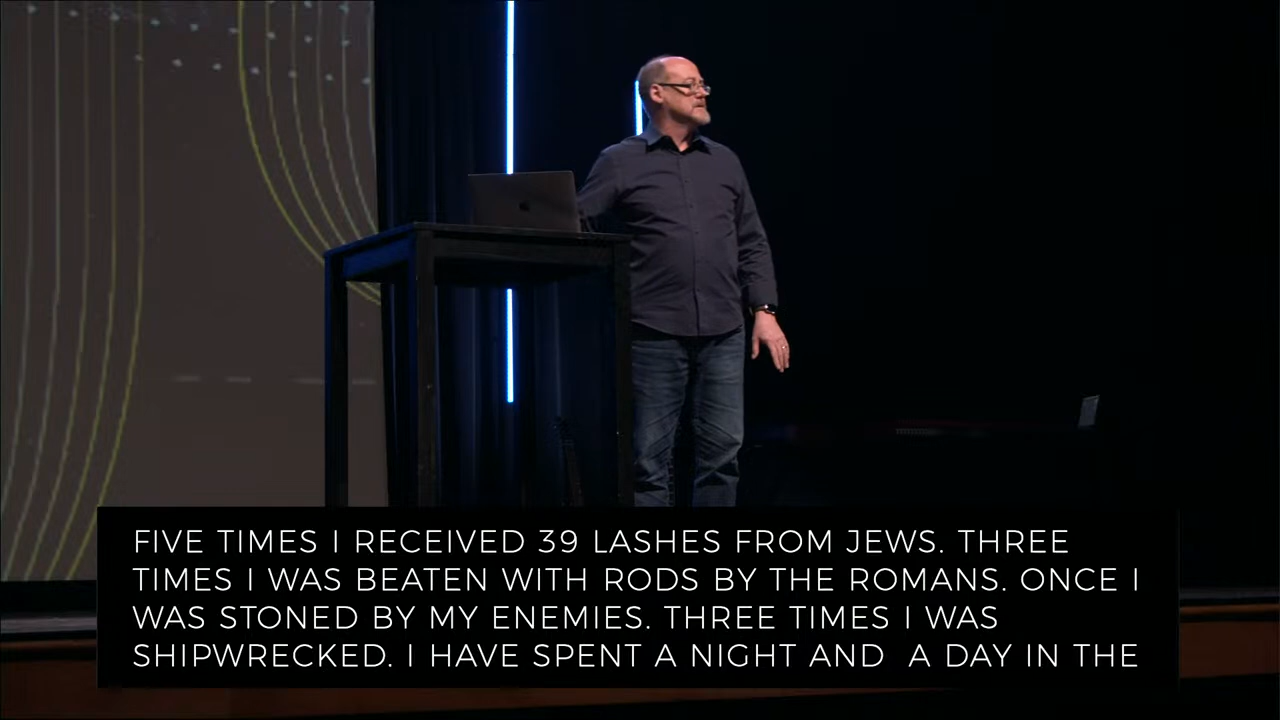 FIVE TIMES I RECEIVED 39 LASHES FROM JEWS. THREE
TIMES I WAS BEATEN WITH RODS BY THE ROMANS. ONCE I
WAS STONED BY MY ENEMIES. THREE TIMES I WAS
SHIPWRECKED. I HAVE SPENT A NIGHT AND  A DAY IN THE